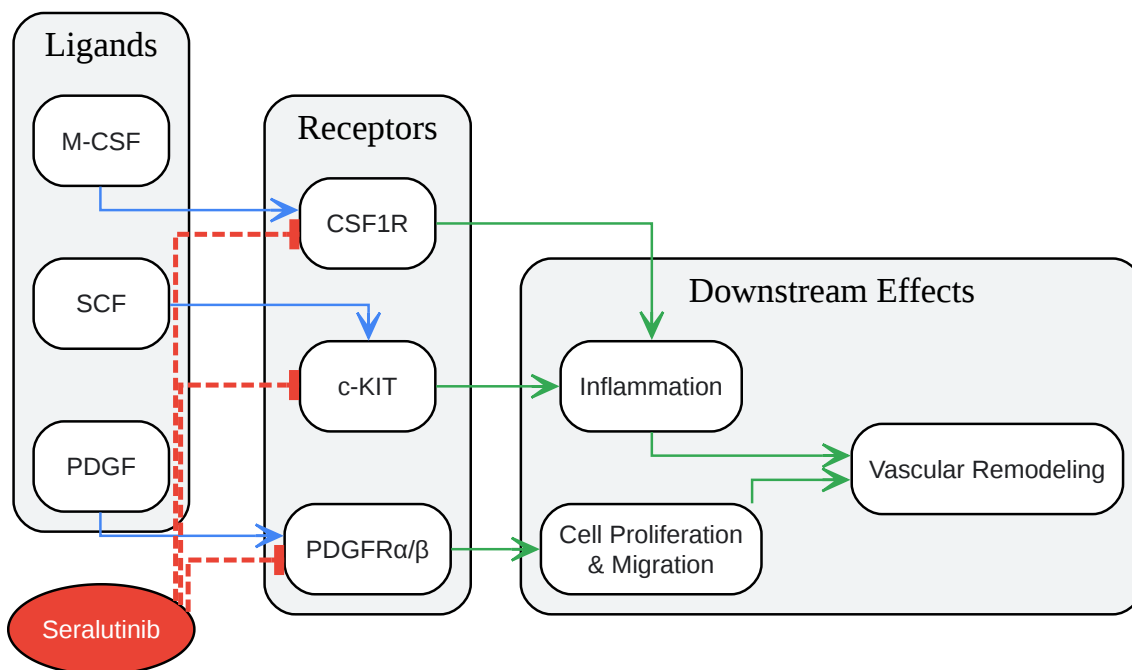 Ligands
M-CSF
SCF
PDGF
Seralutinib
Receptors
CSF1R
c-KIT
PDGFRα/β
Downstream Effects
Inflammation
Cell Proliferation
& Migration
Vascular Remodeling